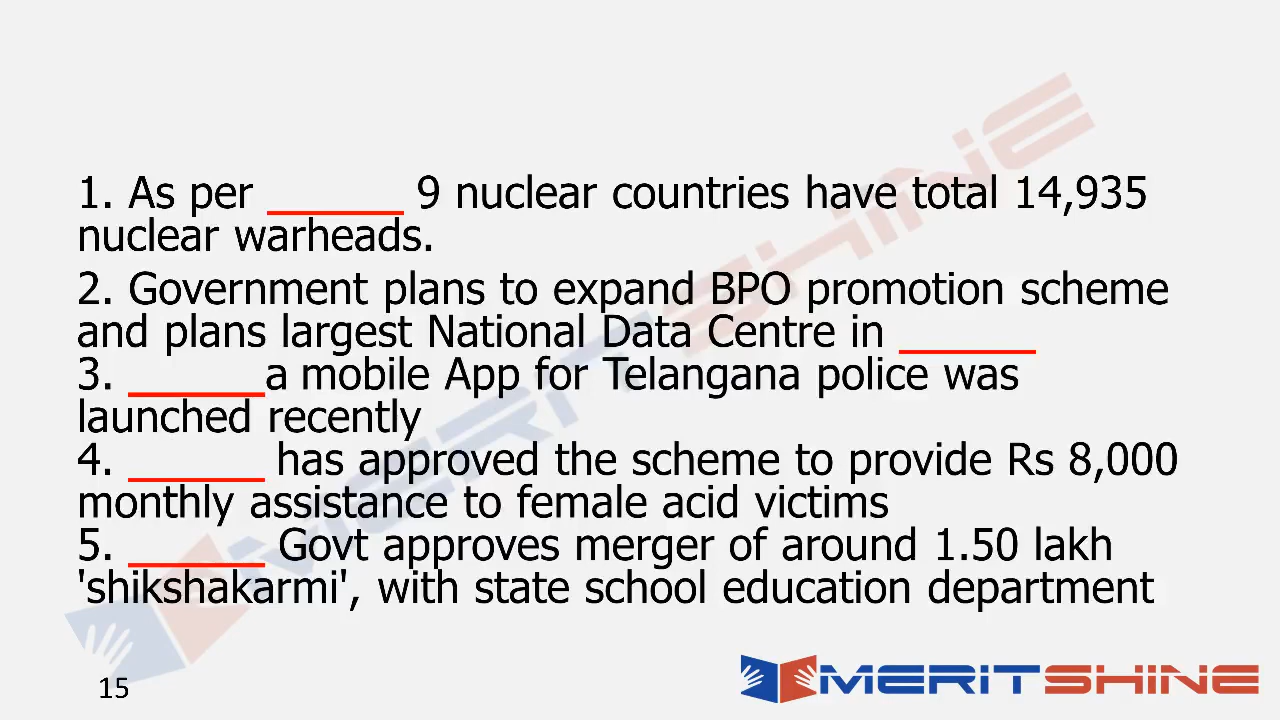 1. As per ______ 9 nuclear countries have total 14,935
nuclear warheads.
2. Government plans to expand BPO promotion scheme
and plans largest National Data Centre in ______
3. ______a mobile App for Telangana police was
launched recently
4. ______ has approved the scheme to provide Rs 8,000
monthly assistance to female acid victims
5. ______ Govt approves merger of around 1.50 lakh
'shikshakarmi', with state school education department
15
MERITSHINE
MERITSHINE